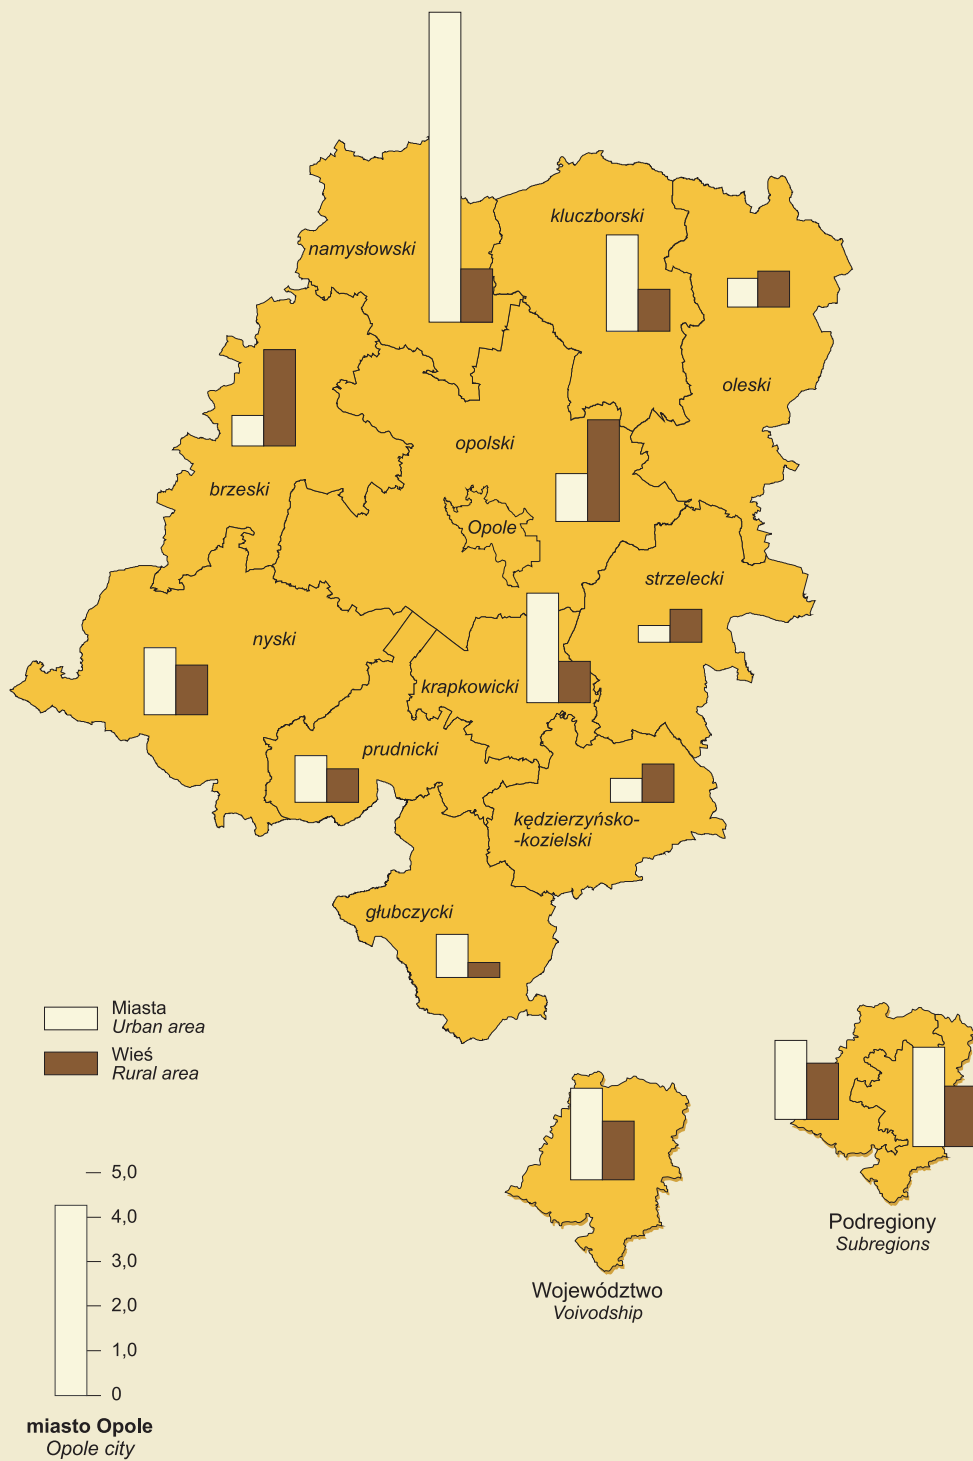 kluczborski
namysłowski
oleski
opolski
brzeski
Opole
strzelecki
nyski
krapkowicki
prudnicki
kędzierzyńsko-
-kozielski
głubczycki
Miasta
Urban area
Wieś
Rural area
5,0
4,0
3,0
2,0
1,0
0
miasto Opole
Opole city
Województwo
Voivodship
Podregiony
Subregions